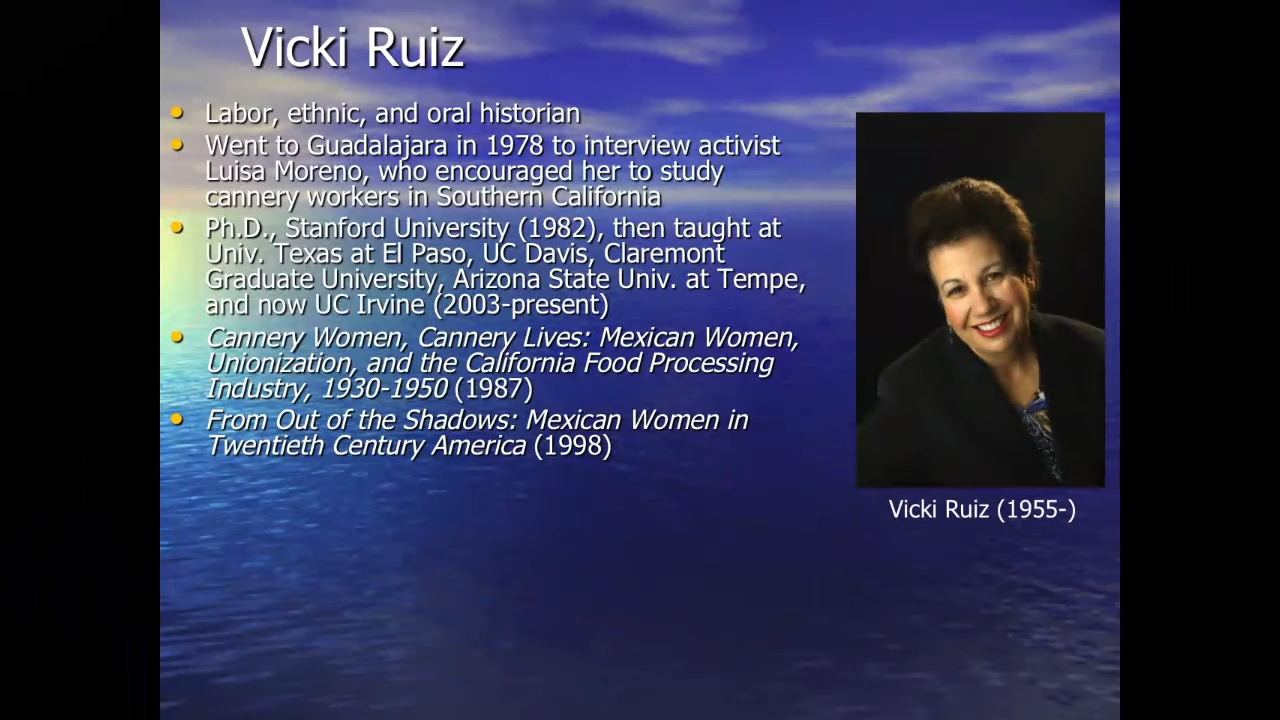 Vicki Ruiz
• Labor, ethnic, and oral historian
• Went to Guadalajara in 1978 to interview activist
Luisa Moreno, who encouraged her to study
cannery workers in Southern California
• Ph.D., Stanford University (1982), then taught at
Univ. Texas at El Paso, UC Davis, Claremont
Graduate University, Arizona State Univ. at Tempe,
and now UC Irvine (2003-present)
• Cannery Women, Cannery Lives: Mexican Women,
Unionization, and the California Food Processing
Industry, 1930-1950 (1987)
• From Out of the Shadows: Mexican Women in
Twentieth Century America (1998)
Vicki Ruiz (1955-)